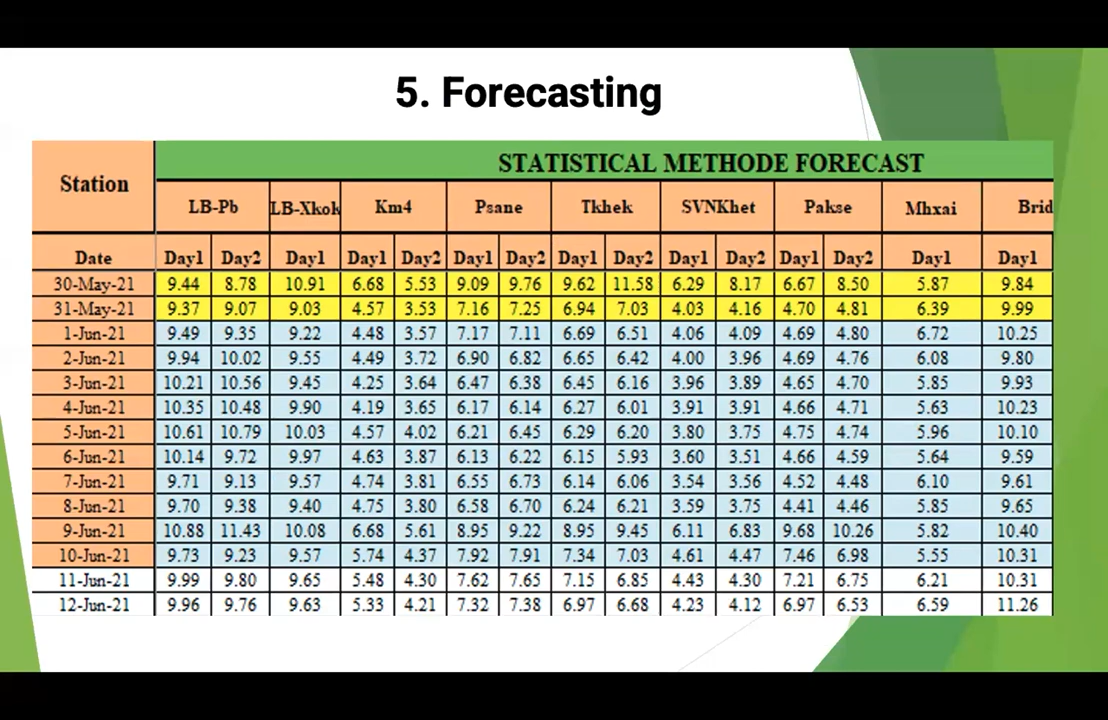 5. Forecasting
Station STATISTICAL METHODE FORECAST
LB-Pb LB-Xkok Km4 Psane Tkhek SVNKhet Pakse Mhxai Brid
Date Day1 Day2 Day1 Day1 Day2 Day1 Day2 Day1 Day2 Day1 Day2 Day1 Day2 Day1 Day1
30-May-21 9.44 8.78 10.91 6.68 5.53 9.09 9.76 9.62 11.58 6.29 8.17 6.67 8.50 5.87 9.84
31-May-21 9.37 9.07 9.03 4.57 3.53 7.16 7.25 6.94 7.03 4.03 4.16 4.70 4.81 6.39 9.99
1-Jun-21 9.49 9.35 9.22 4.48 3.57 7.17 7.11 6.69 6.51 4.06 4.09 4.69 4.80 6.72 10.25
2-Jun-21 9.94 10.02 9.55 4.49 3.72 6.90 6.82 6.65 6.42 4.00 3.96 4.69 4.76 6.08 9.80
3-Jun-21 10.21 10.56 9.45 4.25 3.64 6.47 6.38 6.45 6.16 3.96 3.89 4.65 4.70 5.85 9.93
4-Jun-21 10.35 10.48 9.90 4.19 3.65 6.17 6.14 6.27 6.01 3.91 3.91 4.66 4.71 5.63 10.23
5-Jun-21 10.61 10.79 10.03 4.57 4.02 6.21 6.45 6.29 6.20 3.80 3.75 4.75 4.74 5.96 10.10
6-Jun-21 10.14 9.72 9.97 4.63 3.87 6.13 6.22 6.15 5.93 3.60 3.51 4.66 4.59 5.64 9.59
7-Jun-21 9.71 9.13 9.57 4.74 3.81 6.55 6.73 6.14 6.06 3.54 3.56 4.52 4.48 6.10 9.61
8-Jun-21 9.70 9.38 9.40 4.75 3.80 6.58 6.70 6.24 6.21 3.59 3.75 4.41 4.46 5.85 9.65
9-Jun-21 10.88 11.43 10.08 6.68 5.61 8.95 9.22 8.95 9.45 6.11 6.83 9.68 10.26 5.82 10.40
10-Jun-21 9.73 9.23 9.57 5.74 4.37 7.92 7.91 7.34 7.03 4.61 4.47 7.46 6.98 5.55 10.31
11-Jun-21 9.99 9.80 9.65 5.48 4.30 7.62 7.65 7.15 6.85 4.43 4.30 7.21 6.75 6.21 10.31
12-Jun-21 9.96 9.76 9.63 5.33 4.21 7.32 7.38 6.97 6.68 4.23 4.12 6.97 6.53 6.59 11.26